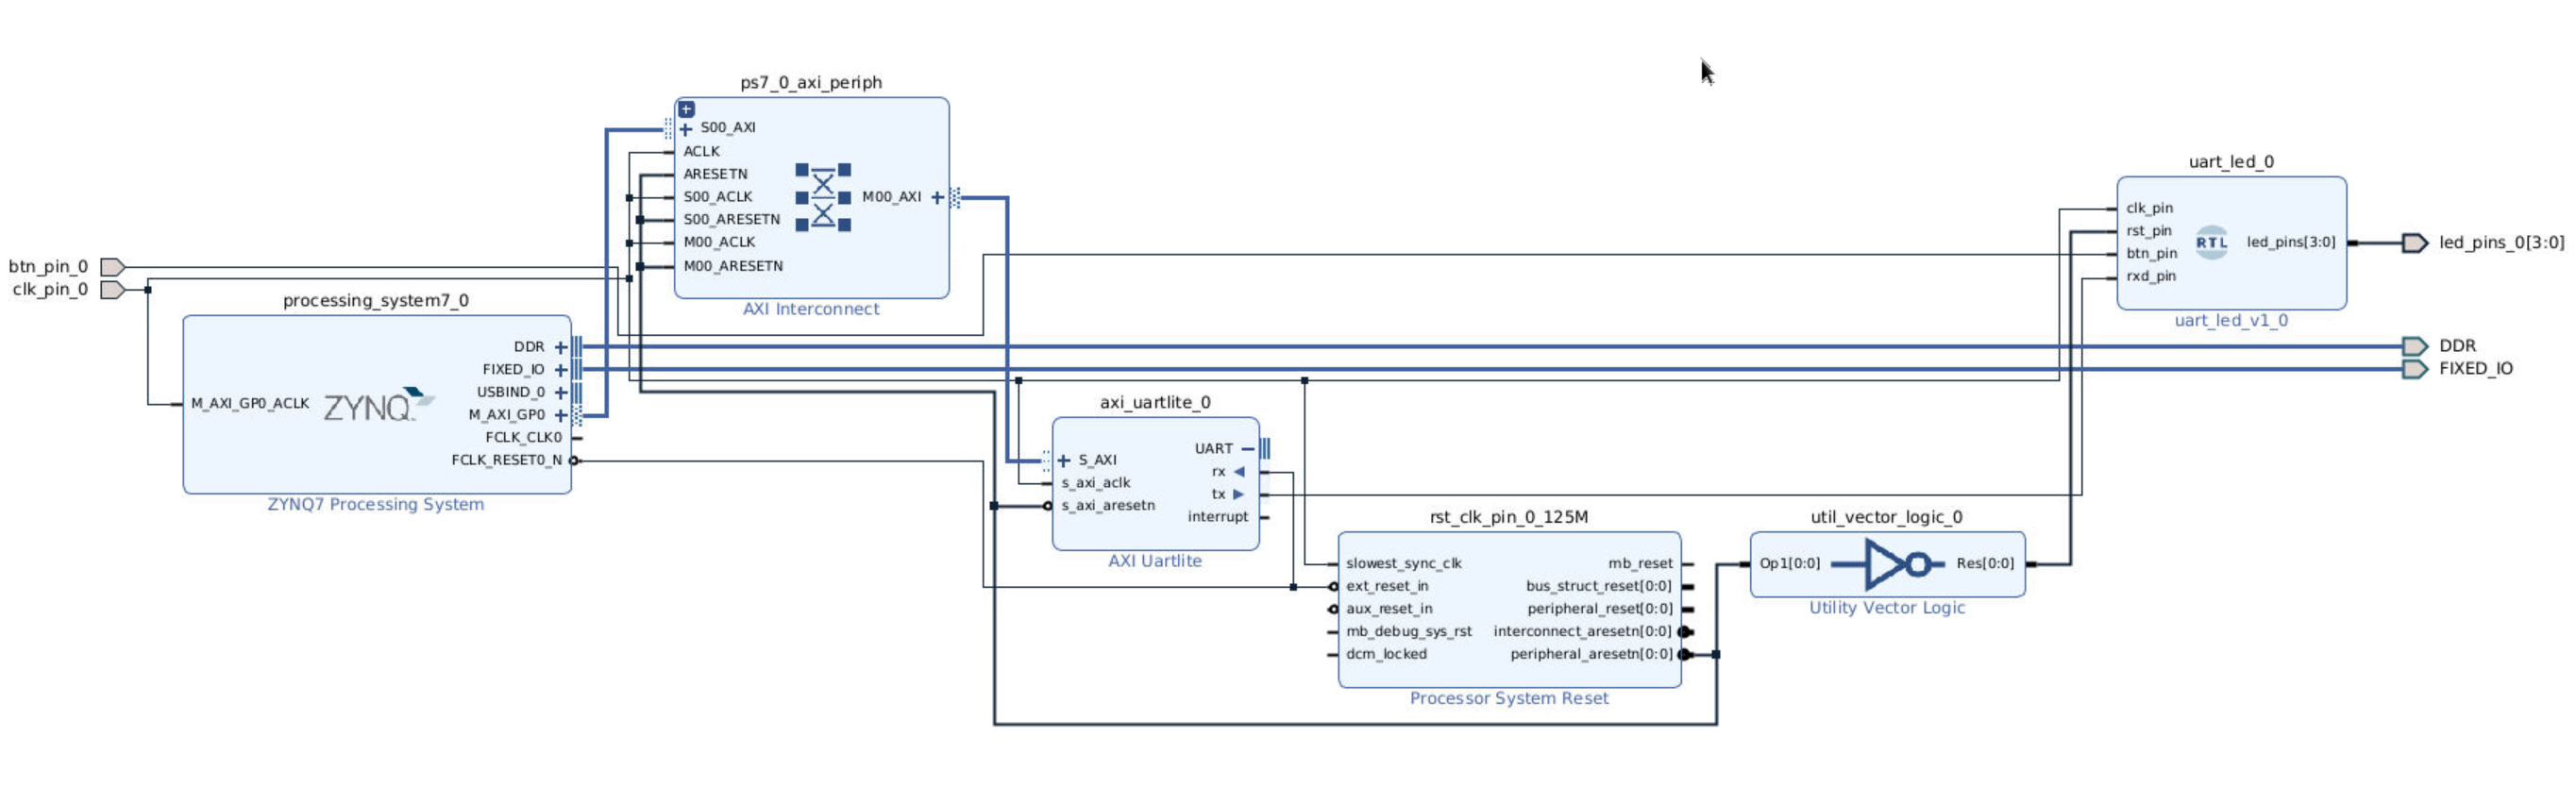 ps7_0_axi_periph
S00_AXI
ACLK
ARESETN
S00_ACLK
S00_ARESETN
M00_ACLK
M00_ARESETN
M00_AXI
AXI Interconnect
btn_pin_0
clk_pin_0
processing_system7_0
M_AXI_GP0_ACLK
ZYNQ
DDR
FIXED_IO
USBIND_0
M_AXI_GP0
FCLK_CLK0
FCLK_RESET0_N
ZYNQ7 Processing System
axi_uartlite_0
S_AXI
s_axi_aclk
s_axi_aresetn
UART
rx
tx
interrupt
AXI Uartlite
rst_clk_pin_0_125M
slowest_sync_clk
ext_reset_in
aux_reset_in
mb_debug_sys_rst
dcm_locked
mb_reset
bus_struct_reset[0:0]
peripheral_reset[0:0]
interconnect_aresetn[0:0]
peripheral_aresetn[0:0]
Processor System Reset
util_vector_logic_0
Op1[0:0]
Res[0:0]
Utility Vector Logic
uart_led_0
clk_pin
rst_pin
btn_pin
rxd_pin
RTL
led_pins[3:0]
uart_led_v1_0
led_pins_0[3:0]
DDR
FIXED_IO